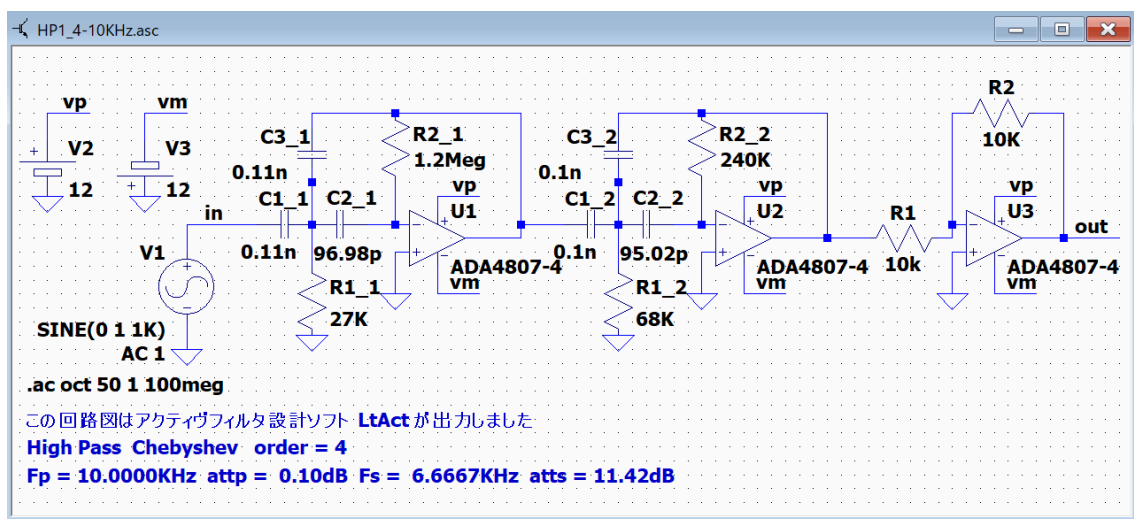 HP1_4-10KHz.asc
vp
vm
V2
12
V3
12
in
V1
SINE(0 1 1K)
AC 1
C3_1
0.11n
C1_1
0.11n
C2_1
96.98p
R1_1
27K
R2_1
1.2Meg
vp
U1
ADA4807-4
vm
C3_2
0.1n
C1_2
0.1n
C2_2
95.02p
R1_2
68K
R2_2
240K
vp
U2
ADA4807-4
vm
R1
10k
R2
10K
vp
U3
out
ADA4807-4
vm
.ac oct 50 1 100meg
この回路図はアクティヴフィルタ設計ソフト LtAct が出力しました
High Pass Chebyshev order = 4
Fp = 10.0000KHz attp = 0.10dB Fs = 6.6667KHz atts = 11.42dB